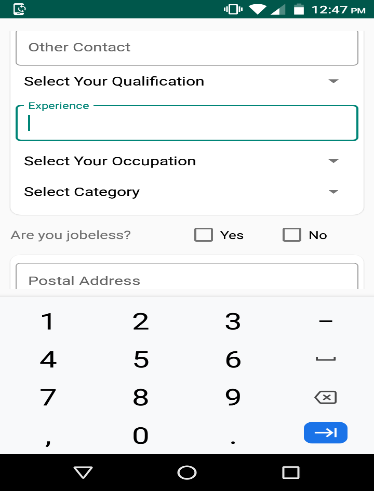 12:47 PM
Other Contact
Select Your Qualification
Experience
Select Your Occupation
Select Category
Are you jobeless? Yes No
Postal Address
1 2 3 –
4 5 6
7 8 9
, 0 .